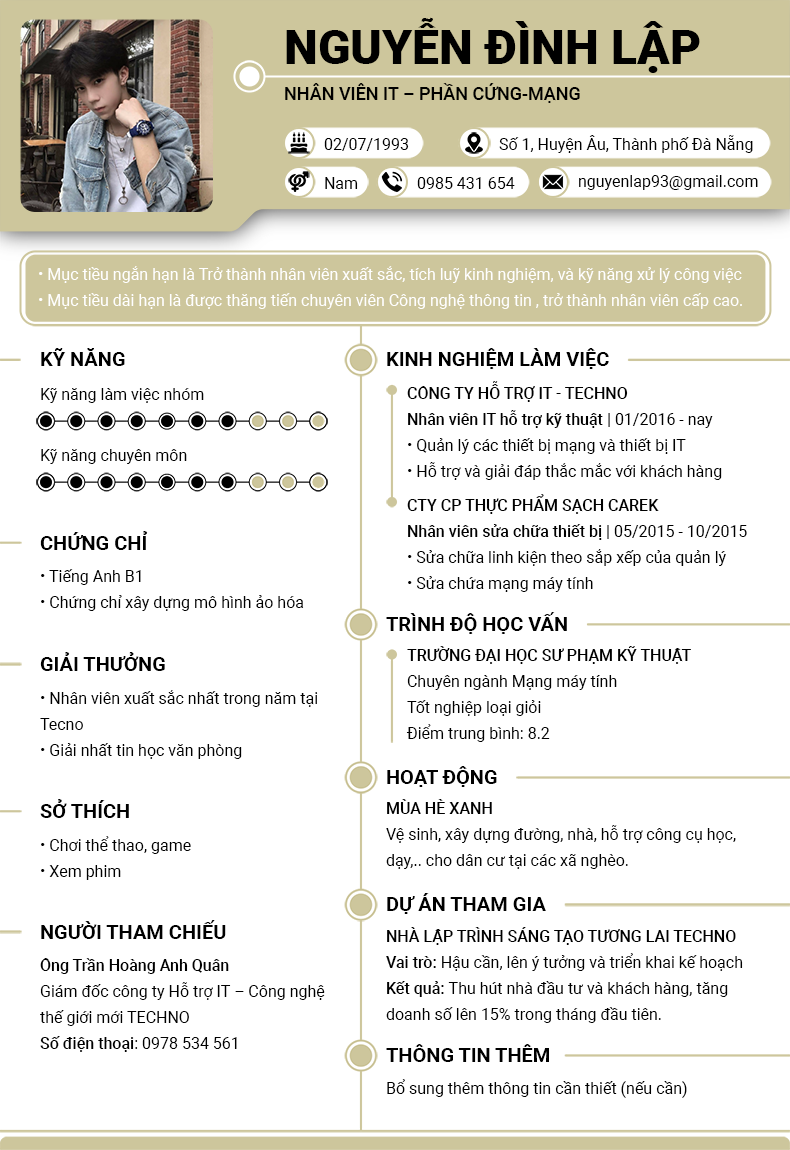 NGUYỄN ĐÌNH LẬP
NHÂN VIÊN IT – PHẦN CỨNG-MẠNG
02/07/1993
Số 1, Huyện Âu, Thành phố Đà Nẵng
Nam
0985 431 654
nguyenlap93@gmail.com
• Mục tiêu ngắn hạn là Trở thành nhân viên xuất sắc, tích luỹ kinh nghiệm, và kỹ năng xử lý công việc
• Mục tiêu dài hạn là được thăng tiến chuyên viên Công nghệ thông tin , trở thành nhân viên cấp cao.
KỸ NĂNG
Kỹ năng làm việc nhóm
Kỹ năng chuyên môn
CHỨNG CHỈ
• Tiếng Anh B1
• Chứng chỉ xây dựng mô hình ảo hóa
GIẢI THƯỞNG
• Nhân viên xuất sắc nhất trong năm tại
Tecno
• Giải nhất tin học văn phòng
SỞ THÍCH
• Chơi thể thao, game
• Xem phim
NGƯỜI THAM CHIẾU
Ông Trần Hoàng Anh Quân
Giám đốc công ty Hỗ trợ IT – Công nghệ
thế giới mới TECHNO
Số điện thoại: 0978 534 561
KINH NGHIỆM LÀM VIỆC
CÔNG TY HỖ TRỢ IT - TECHNO
Nhân viên IT hỗ trợ kỹ thuật | 01/2016 - nay
• Quản lý các thiết bị mạng và thiết bị IT
• Hỗ trợ và giải đáp thắc mắc với khách hàng
CTY CP THỰC PHẨM SẠCH CAREK
Nhân viên sửa chữa thiết bị | 05/2015 - 10/2015
• Sửa chữa linh kiện theo sắp xếp của quản lý
• Sửa chứa mạng máy tính
TRÌNH ĐỘ HỌC VẤN
TRƯỜNG ĐẠI HỌC SƯ PHẠM KỸ THUẬT
Chuyên ngành Mạng máy tính
Tốt nghiệp loại giỏi
Điểm trung bình: 8.2
HOẠT ĐỘNG
MÙA HÈ XANH
Vệ sinh, xây dựng đường, nhà, hỗ trợ công cụ học,
dạy,.. cho dân cư tại các xã nghèo.
DỰ ÁN THAM GIA
NHÀ LẬP TRÌNH SÁNG TẠO TƯƠNG LAI TECHNO
Vai trò: Hậu cần, lên ý tưởng và triển khai kế hoạch
Kết quả: Thu hút nhà đầu tư và khách hàng, tăng
doanh số lên 15% trong tháng đầu tiên.
THÔNG TIN THÊM
Bổ sung thêm thông tin cần thiết (nếu cần)